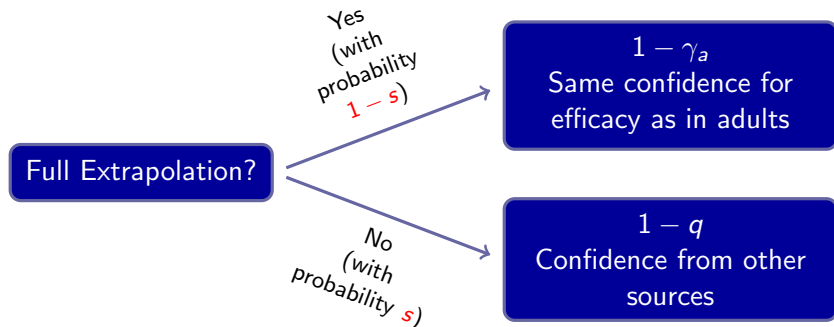 Yes
(with
probability
1 − s)
1 − γₐ
Same confidence for
efficacy as in adults
Full Extrapolation?
No
(with
probability s)
1 − q
Confidence from other
sources